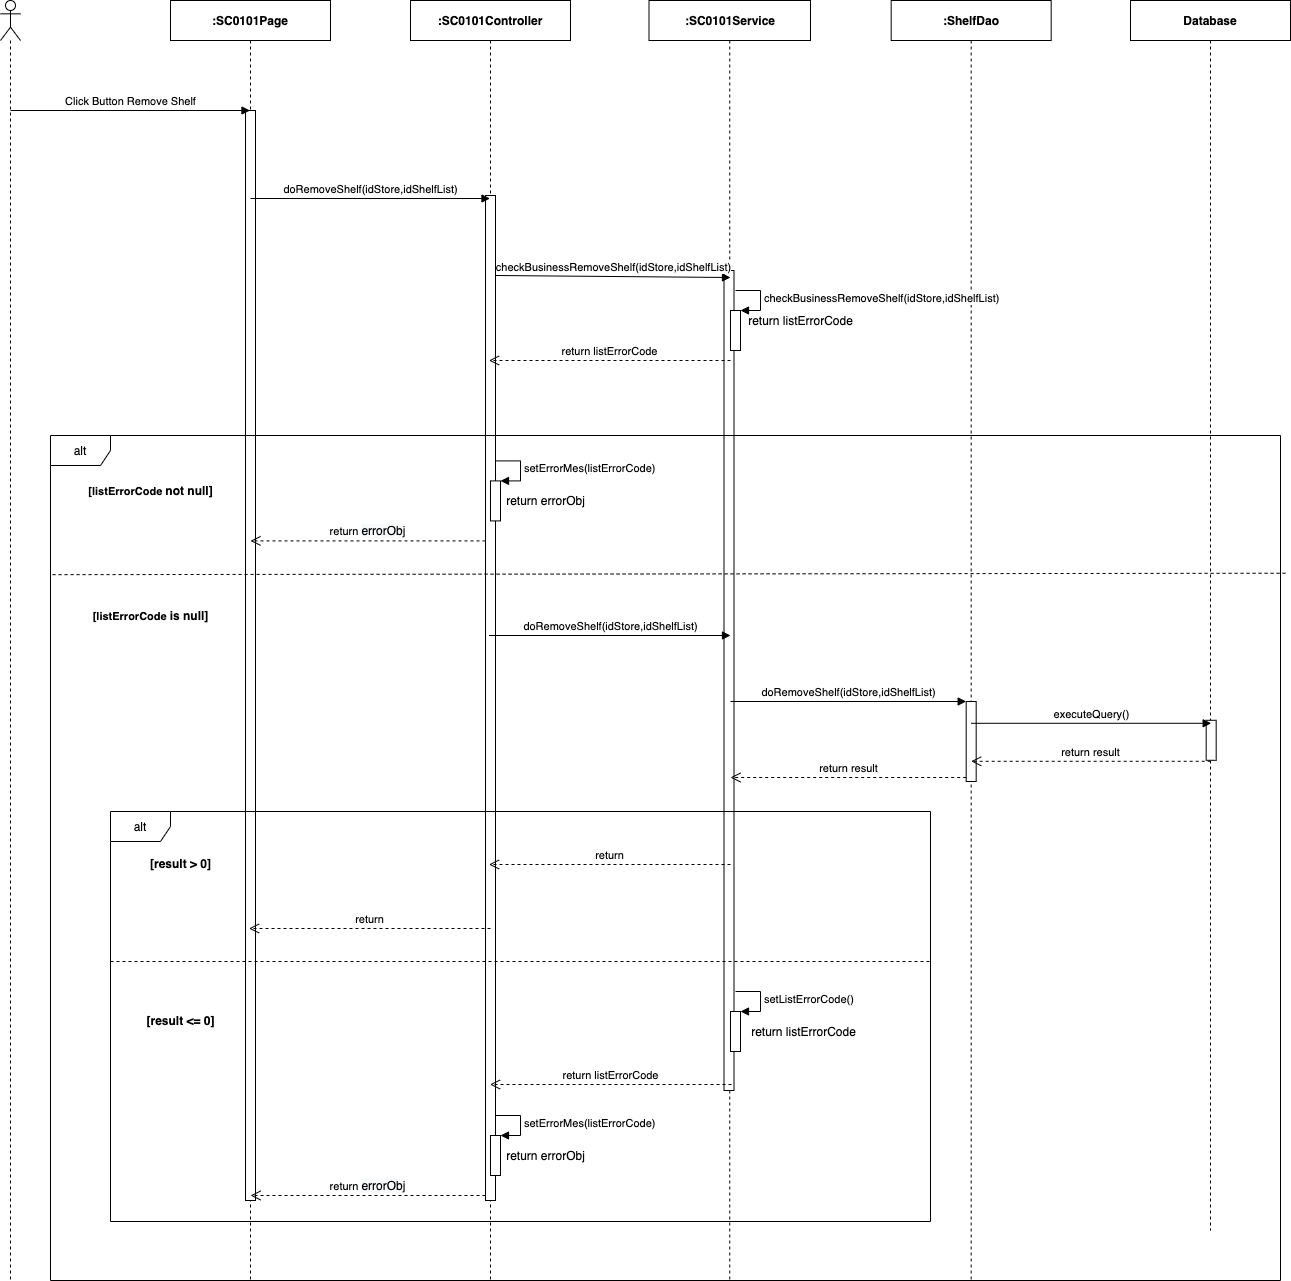 :SC0101Page
:SC0101Controller
:SC0101Service
:ShelfDao
Database
Click Button Remove Shelf
doRemoveShelf(idStore,idShelfList)
checkBusinessRemoveShelf(idStore,idShelfList)
checkBusinessRemoveShelf(idStore,idShelfList)
return listErrorCode
return listErrorCode
alt
setErrorMes(listErrorCode)
[listErrorCode not null]
return errorObj
return errorObj
[listErrorCode is null]
doRemoveShelf(idStore,idShelfList)
doRemoveShelf(idStore,idShelfList)
executeQuery()
return result
return result
alt
return
[result > 0]
return
setListErrorCode()
[result <= 0]
return listErrorCode
return listErrorCode
setErrorMes(listErrorCode)
return errorObj
return errorObj